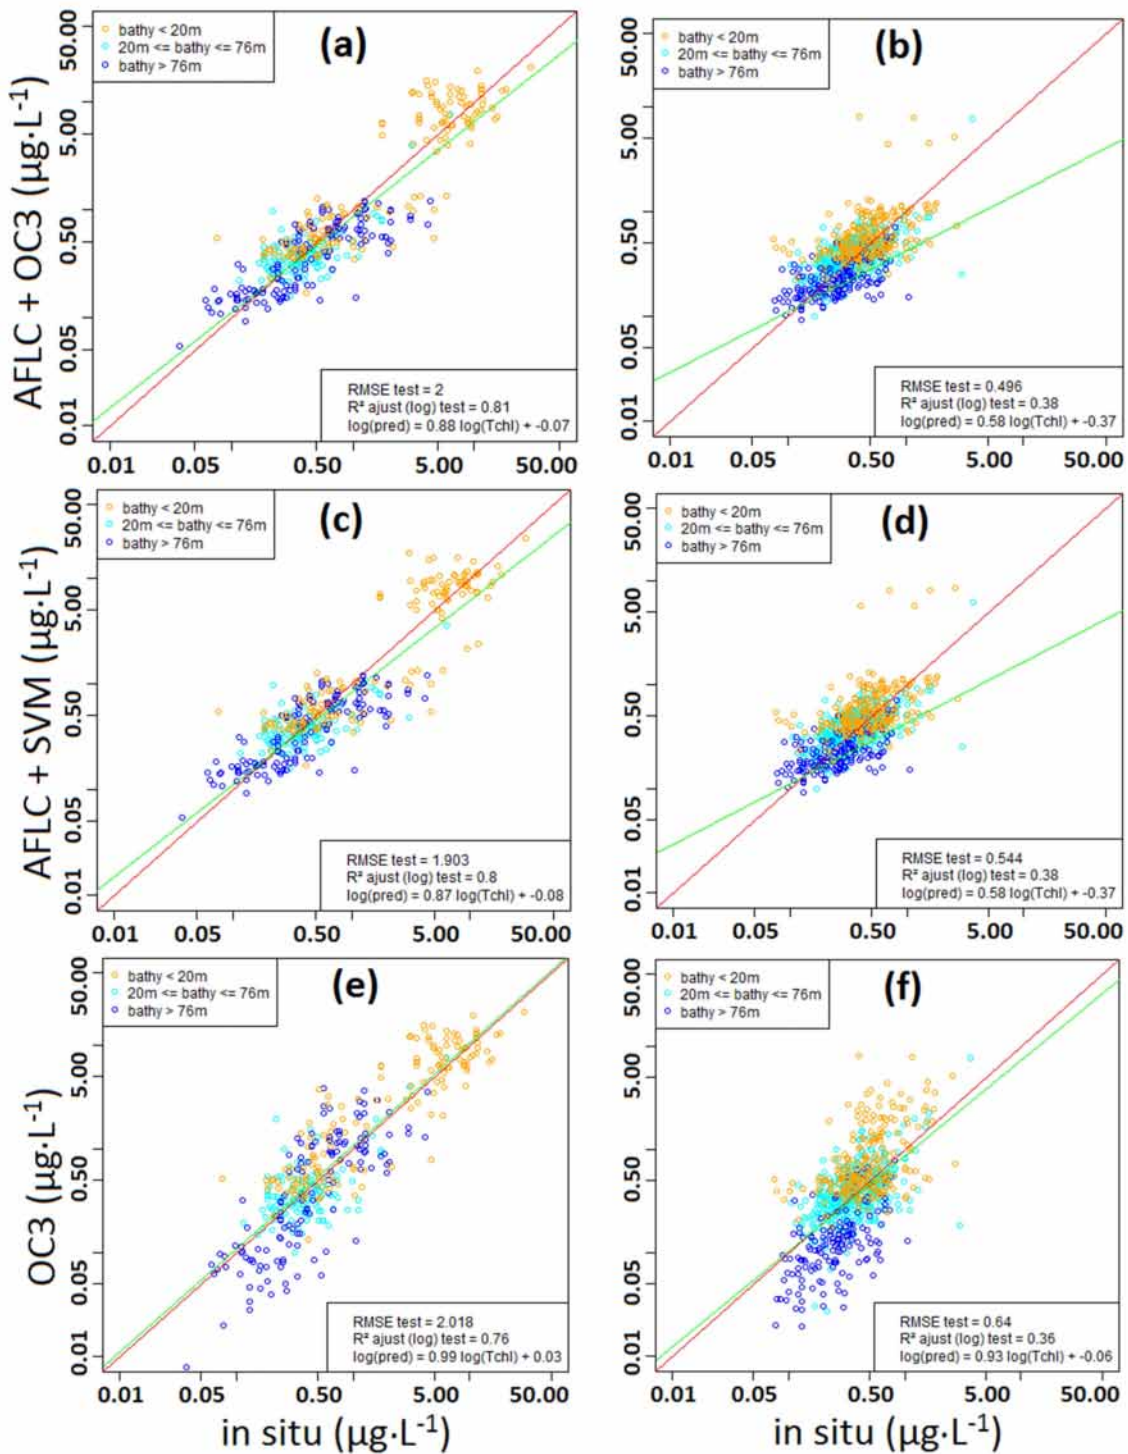 AFLC + OC3 (µg·L⁻¹)
50.00
5.00
0.50
0.05
0.01
bathy < 20m
20m <= bathy <= 76m
bathy > 76m
(a)
RMSE test = 2
R² ajust (log) test = 0.81
log(pred) = 0.88 log(Tchl) + -0.07
0.01 0.05 0.50 5.00 50.00
50.00
5.00
0.50
0.05
0.01
bathy < 20m
20m <= bathy <= 76m
bathy > 76m
(b)
RMSE test = 0.496
R² ajust (log) test = 0.38
log(pred) = 0.58 log(Tchl) + -0.37
0.01 0.05 0.50 5.00 50.00
AFLC + SVM (µg·L⁻¹)
50.00
5.00
0.50
0.05
0.01
bathy < 20m
20m <= bathy <= 76m
bathy > 76m
(c)
RMSE test = 1.903
R² ajust (log) test = 0.8
log(pred) = 0.87 log(Tchl) + -0.08
0.01 0.05 0.50 5.00 50.00
50.00
5.00
0.50
0.05
0.01
bathy < 20m
20m <= bathy <= 76m
bathy > 76m
(d)
RMSE test = 0.544
R² ajust (log) test = 0.38
log(pred) = 0.58 log(Tchl) + -0.37
0.01 0.05 0.50 5.00 50.00
OC3 (µg·L⁻¹)
50.00
5.00
0.50
0.05
0.01
bathy < 20m
20m <= bathy <= 76m
bathy > 76m
(e)
RMSE test = 2.018
R² ajust (log) test = 0.76
log(pred) = 0.99 log(Tchl) + 0.03
0.01 0.05 0.50 5.00 50.00
in situ (µg·L⁻¹)
50.00
5.00
0.50
0.05
0.01
bathy < 20m
20m <= bathy <= 76m
bathy > 76m
(f)
RMSE test = 0.64
R² ajust (log) test = 0.36
log(pred) = 0.93 log(Tchl) + -0.06
0.01 0.05 0.50 5.00 50.00
in situ (µg·L⁻¹)